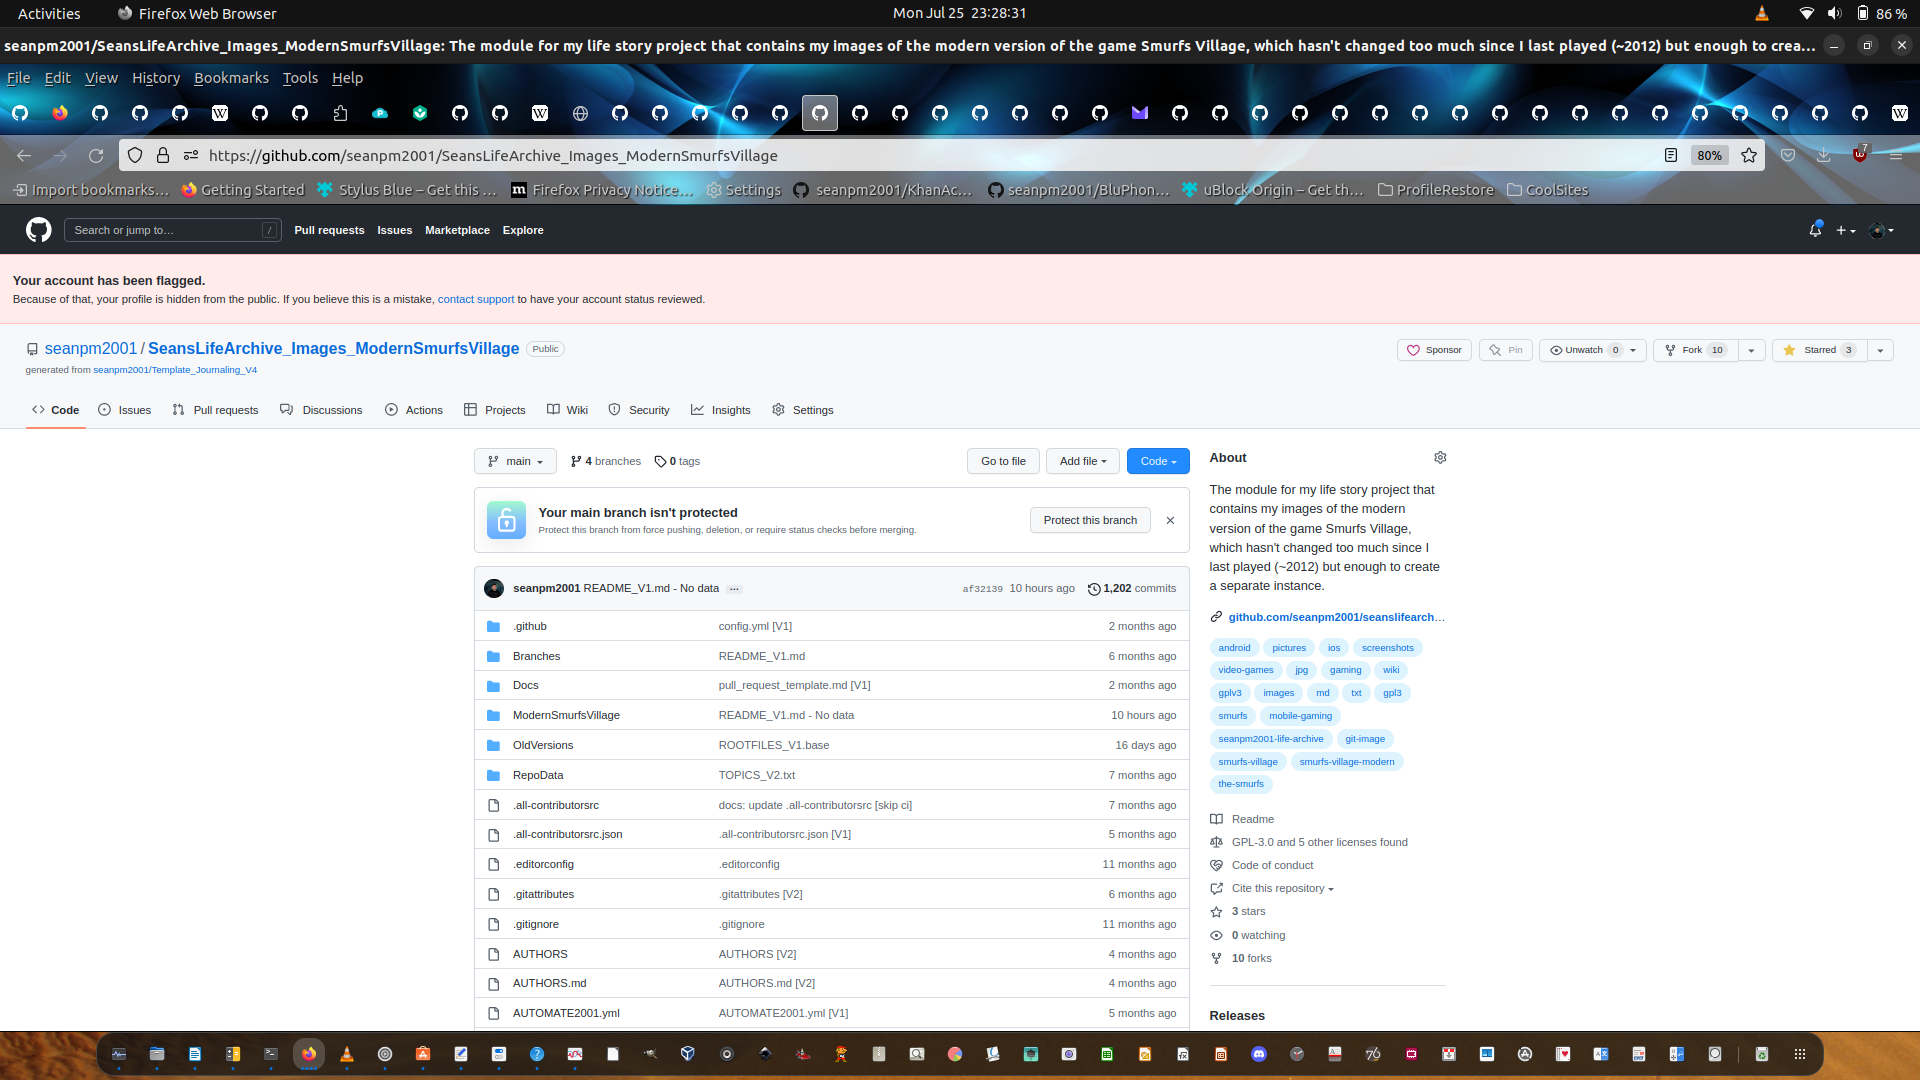 Activities
Firefox Web Browser
Mon Jul 25 23:28:31
86 %
seanpm2001/SeansLifeArchive_Images_ModernSmurfsVillage: The module for my life story project that contains my images of the modern version of the game Smurfs Village, which hasn't changed too much since I last played (~2012) but enough to crea…
File Edit View History Bookmarks Tools Help
https://github.com/seanpm2001/SeansLifeArchive_Images_ModernSmurfsVillage
80%
7
Import bookmarks…
Getting Started
Stylus Blue – Get this …
Firefox Privacy Notice…
Settings
seanpm2001/KhanAc…
seanpm2001/BluPhon…
uBlock Origin – Get th…
ProfileRestore
CoolSites
Search or jump to…
/
Pull requests Issues Marketplace Explore
Your account has been flagged.
Because of that, your profile is hidden from the public. If you believe this is a mistake, contact support to have your account status reviewed.
seanpm2001 / SeansLifeArchive_Images_ModernSmurfsVillage Public
generated from seanpm2001/Template_Journaling_V4
Sponsor
Pin
Unwatch 0
Fork 10
Starred 3
Code
Issues
Pull requests
Discussions
Actions
Projects
Wiki
Security
Insights
Settings
main
4 branches
0 tags
Go to file
Add file
Code
Your main branch isn't protected
Protect this branch from force pushing, deletion, or require status checks before merging.
Protect this branch
seanpm2001 README_V1.md - No data … af32139 10 hours ago 1,202 commits
.github config.yml [V1] 2 months ago
Branches README_V1.md 6 months ago
Docs pull_request_template.md [V1] 2 months ago
ModernSmurfsVillage README_V1.md - No data 10 hours ago
OldVersions ROOTFILES_V1.base 16 days ago
RepoData TOPICS_V2.txt 7 months ago
.all-contributorsrc docs: update .all-contributorsrc [skip ci] 7 months ago
.all-contributorsrc.json .all-contributorsrc.json [V1] 5 months ago
.editorconfig .editorconfig 11 months ago
.gitattributes .gitattributes [V2] 6 months ago
.gitignore .gitignore 11 months ago
AUTHORS AUTHORS [V2] 4 months ago
AUTHORS.md AUTHORS.md [V2] 4 months ago
AUTOMATE2001.yml AUTOMATE2001.yml [V1] 5 months ago
About
The module for my life story project that
contains my images of the modern
version of the game Smurfs Village,
which hasn't changed too much since I
last played (~2012) but enough to create
a separate instance.
github.com/seanpm2001/seanslifearch…
android pictures ios screenshots
video-games jpg gaming wiki
gplv3 images md txt gpl3
smurfs mobile-gaming
seanpm2001-life-archive git-image
smurfs-village smurfs-village-modern
the-smurfs
Readme
GPL-3.0 and 5 other licenses found
Code of conduct
Cite this repository
3 stars
0 watching
10 forks
Releases